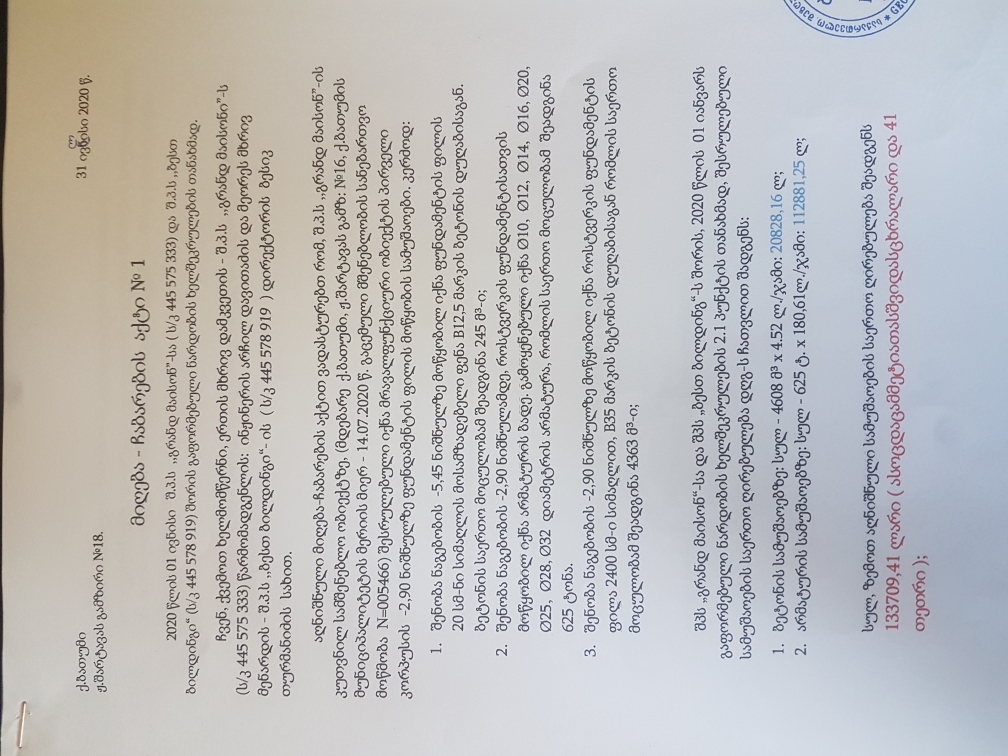 ქ.ბათუმი
ჟ.შარტავას გამზირი №18.
31 ივნისი 2020 წ.
ლ
მიღება - ჩაბარების აქტი № 1
2020 წლის 01 ივნისი შ.პ.ს ,,გრანდ მაისონ”-სა ( ს/კ 445 575 333) და შ.პ.ს ,,ბესთ
ბილდინგი“ (ს/კ 445 578 919) შორის გაფორმებული ნარდობის ხელშეკრულების თანახმად.
ჩვენ, ქვემოთ ხელმომწერნი, ერთის მხრივ დამკვეთის - შ.პ.ს ,,გრანდ მაისონი”-ს
(ს/კ 445 575 333) წარმომადგენლის: ინჟინერის არჩილ დავითაძის და მეორეს მხრივ
მენარდის - შ.პ.ს ,,ბესთ ბილდინგი“- ის ( ს/კ 445 578 919 ) დირექტორის ბესიკ
თურმანიძის სახით.
აღნიშნული მიღება-ჩაბარების აქტით ვადასტურებთ რომ, შ.პ.ს ,,გრანდ მაისონ”-ის
კუთვნილ სამშენებლო ობიექტზე, (მდებარე ქ.ბათუმი, ჟ.შარტავას გამზ: №16, ქ.ბათუმის
მუნიციპალიტეტის მერიის მიერ - 14.07.2020 წ. გაცემული მშენებლობის სანებართვო
მოწმობა N=005466) შესრულებული იქნა მრავალფუნქციური ობიექტის პირველი
კორპუსის -2,90 ნიშნულზე ფუნდამენტის ფილის მოწყობის სამუშაოები. კერძოდ:
1. შენობა ნაგებობის -5,45 ნიშნულზე მოწყობილ იქნა ფუნდამენტის ფილის
20 სმ-ნი სიმაღლის მოსამზადებელი ფენა B12,5 მარკის ბეტონის დუღაბისაგან.
ბეტონის საერთო მოცულობამ შეადგინა 245 მ³-ი;
2. შენობა ნაგებობის -2,90 ნიშნულამდე, როსტვერკის ფუნდამენტისათვის
მოწყობილ იქნა არმატურის ბადე. გამოყენებული იქნა Ø10, Ø12, Ø14, Ø16, Ø20,
Ø25, Ø28, Ø32 დიამეტრის არმატურა, რომლის საერთო მოცულობამ შეადგინა
625 ტონა.
3. შენობა ნაგებობის -2,90 ნიშნულზე მოწყობილ იქნა როსტვერკის ფუნდამენტის
ფილა 2400 სმ-ი სიმაღლით, B35 მარკის ბეტონის დუღაბისაგან რომლის საერთო
მოცულობამ შეადგინა 4363 მ³-ი;
შპს „გრანდ მაისონ“-სა და შპს „ბესთ ბილდინგ“-ს შორის, 2020 წლის 01 იანვარს
გაფორმებული ნარდობის ხელშეკრულების 2.1 პუნქტის თანახმად, შესრულებული
სამუშაოების საერთო ღირებულება დღგ-ს ჩათვლით შადგენს:
1. ბეტონის სამუშაოებზე: სულ - 4608 მ³ x 4.52 ლ./ჯამი: 20828,16 ლ;
2. არმატურის სამუშაოებზე: სულ - 625 ტ. x 180,61ლ./ჯამი: 112881,25 ლ;
სულ, ზემოთ აღნიშნული სამუშაოების საერთო ღირებულება შეადგენს
133709,41 ლარი ( ასოცდაცამმეტიათასშვიდასცხრალარი და 41
თეთრი );